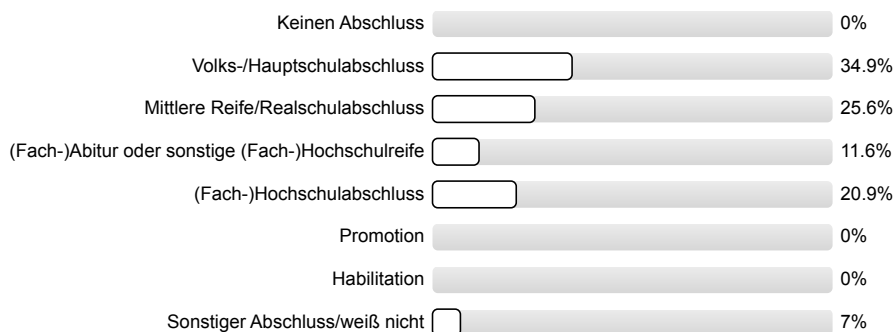 Keinen Abschluss 0%
Volks-/Hauptschulabschluss 34.9%
Mittlere Reife/Realschulabschluss 25.6%
(Fach-)Abitur oder sonstige (Fach-)Hochschulreife 11.6%
(Fach-)Hochschulabschluss 20.9%
Promotion 0%
Habilitation 0%
Sonstiger Abschluss/weiß nicht 7%